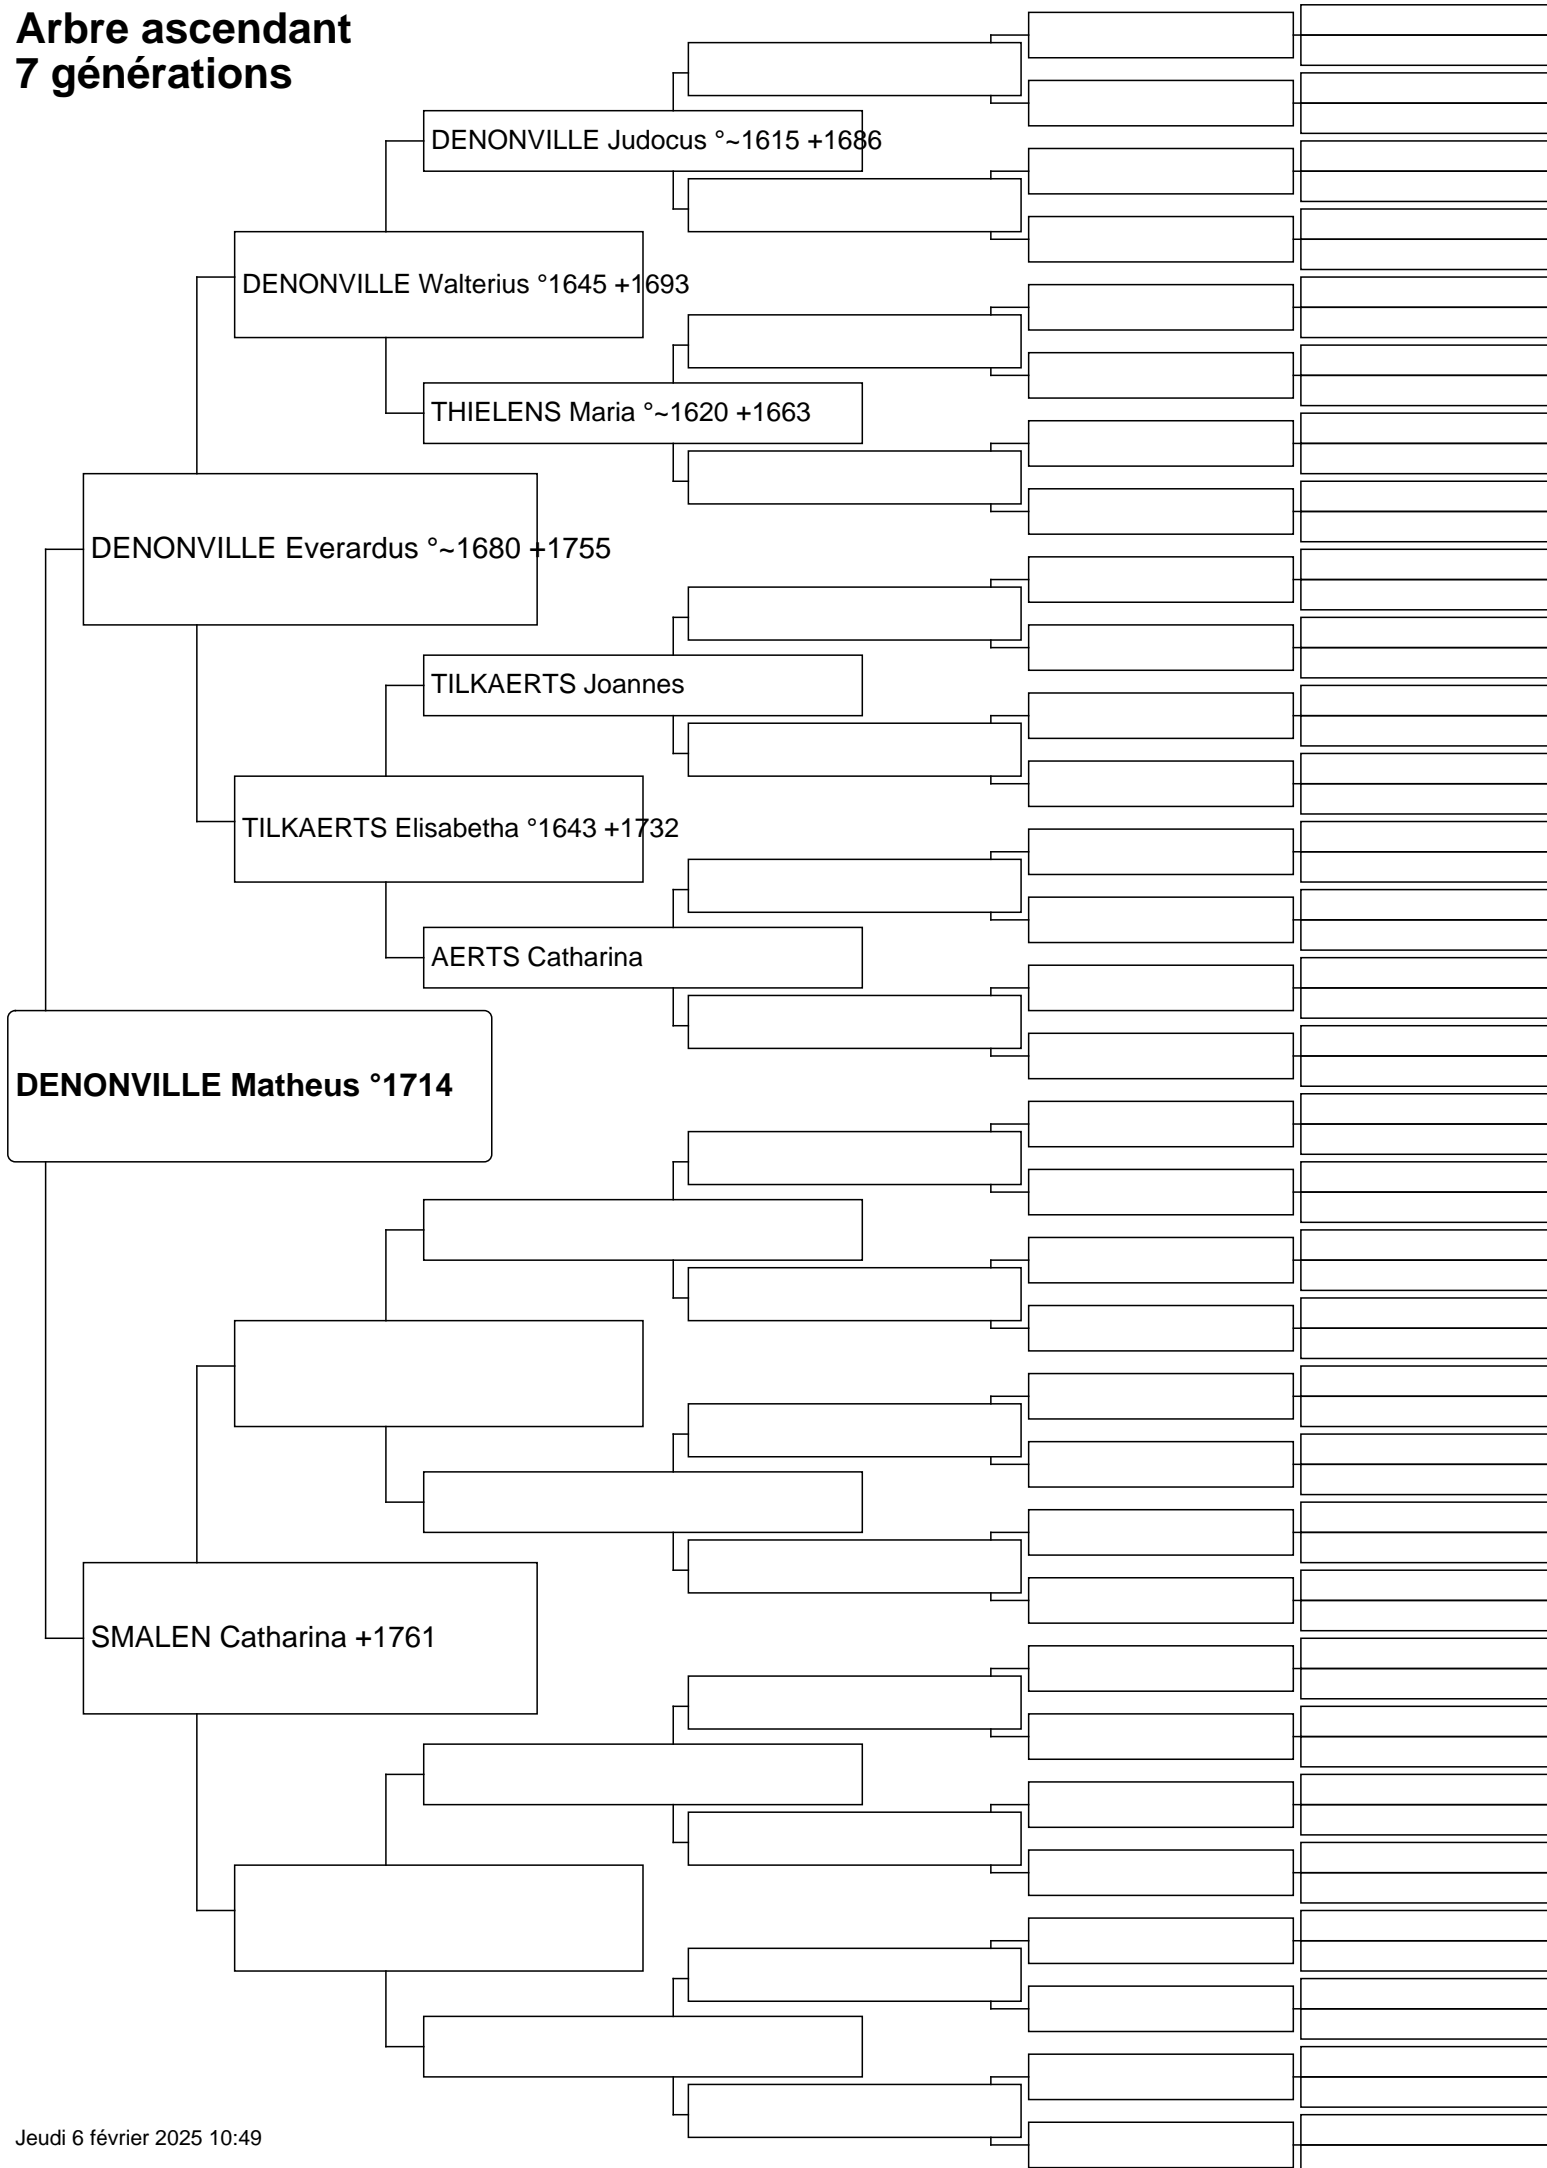 Arbre ascendant
7 générations
DENONVILLE Judocus °~1615 +1686
DENONVILLE Walterius °1645 +1693
THIELENS Maria °~1620 +1663
DENONVILLE Everardus °~1680 +1755
TILKAERTS Joannes
TILKAERTS Elisabetha °1643 +1732
AERTS Catharina
DENONVILLE Matheus °1714
SMALEN Catharina +1761
Jeudi 6 février 2025 10:49